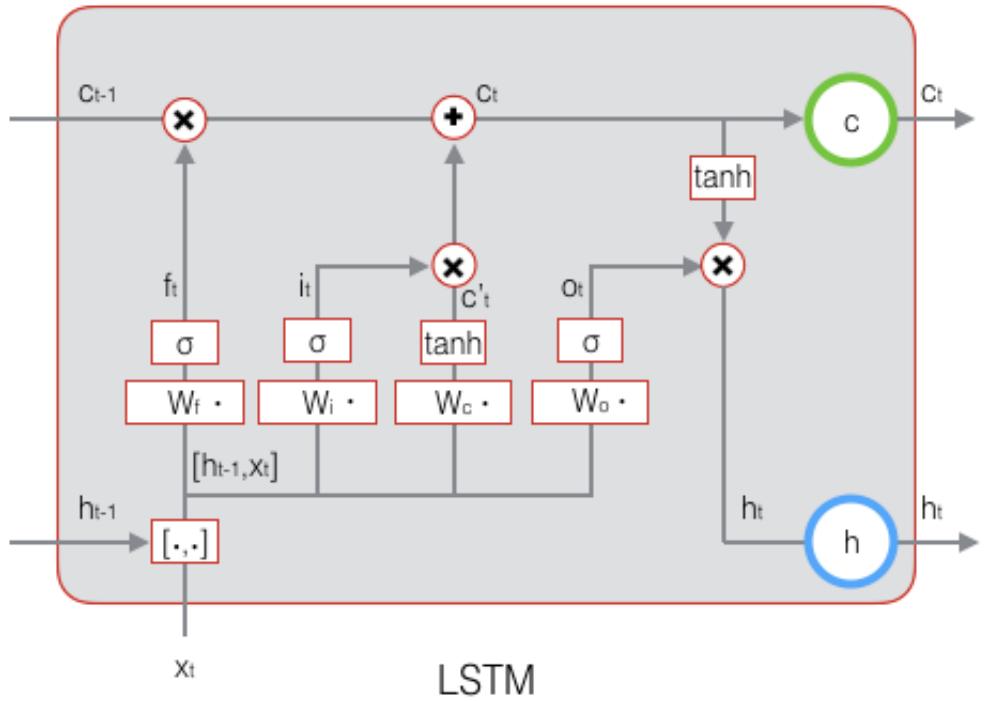 Ct-1
Ct
c
Ct
tanh
ft
it
c't
ot
σ
σ
tanh
σ
Wf ·
Wi ·
Wc ·
Wo ·
[ht-1,xt]
ht-1
[·,·]
ht
h
ht
xt
LSTM